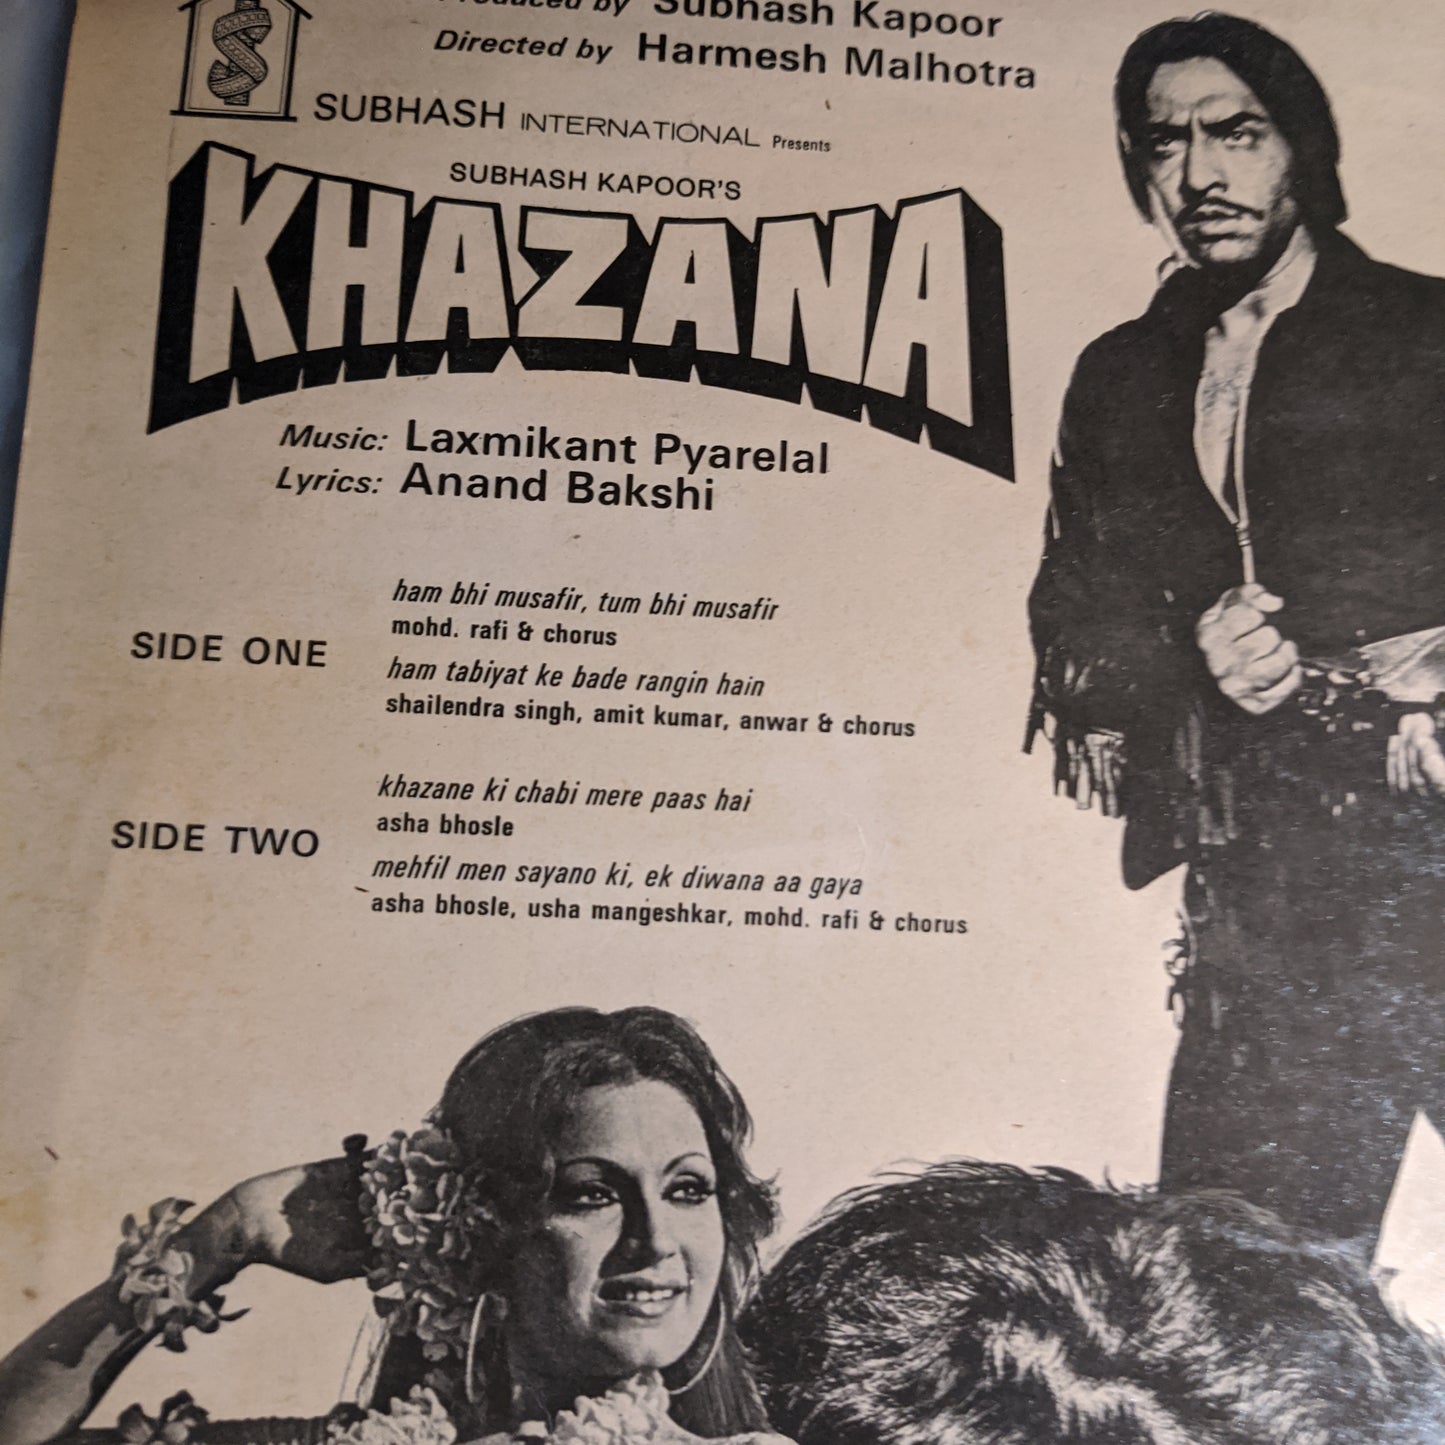 Produced by Subhash Kapoor
Directed by Harmesh Malhotra
S
SUBHASH INTERNATIONAL Presents
SUBHASH KAPOOR'S
KHAZANA
Music: Laxmikant Pyarelal
Lyrics: Anand Bakshi
SIDE ONE
ham bhi musafir, tum bhi musafir
mohd. rafi & chorus
ham tabiyat ke bade rangin hain
shailendra singh, amit kumar, anwar & chorus
SIDE TWO
khazane ki chabi mere paas hai
asha bhosle
mehfil men sayano ki, ek diwana aa gaya
asha bhosle, usha mangeshkar, mohd. rafi & chorus